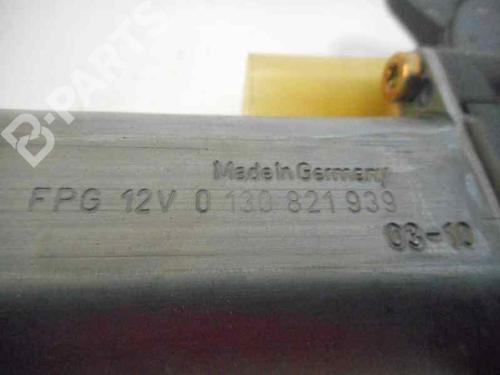 B-PARTS
Made In Germany
FPG 12V 0 130 821 939
03-10